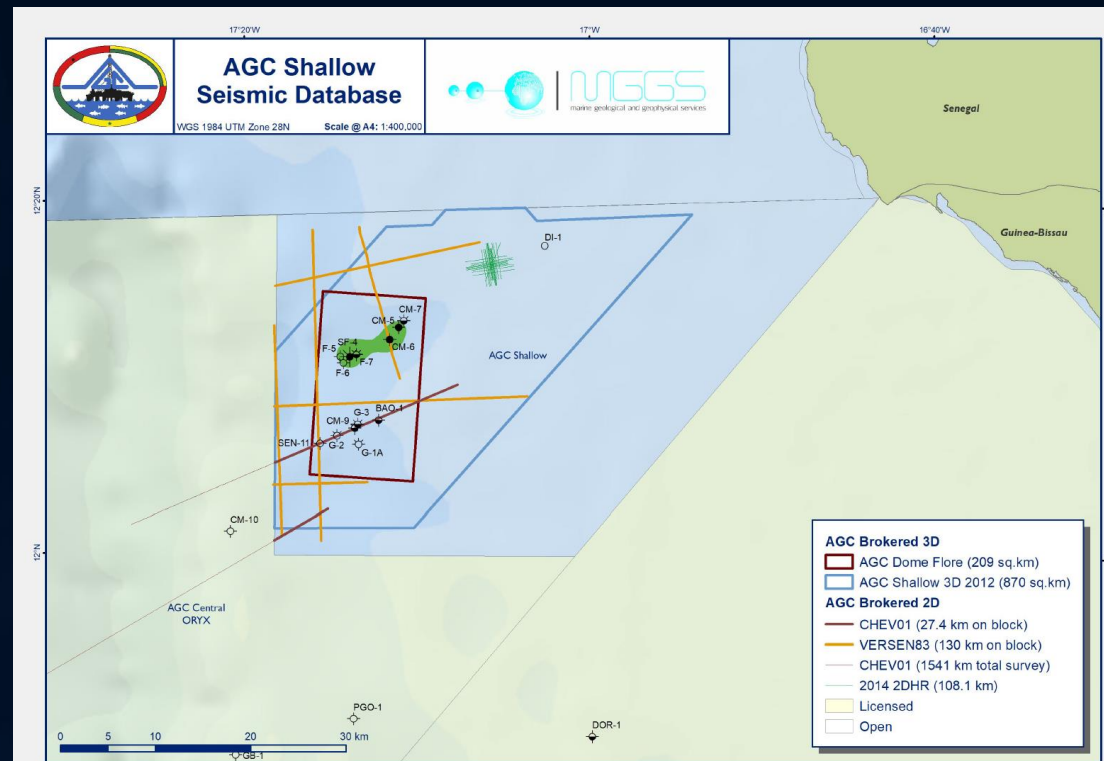 17°20'W
17°W
16°40'W
AGC Shallow
Seismic Database
WGS 1984 UTM Zone 28N
Scale @ A4: 1:400,000
MGGS
marine geological and geophysical services
Senegal
Guinea-Bissau
12°20'N
DI-1
CM-7
CM-5
SF-4
CM-6
F-5
F-7
F-6
AGC Shallow
G-3
BAO-1
CM-9
SEN-11
G-2
G-1A
CM-10
12°N
AGC Central
ORYX
PGO-1
DOR-1
GB-1
0 5 10 20 30 km
AGC Brokered 3D
AGC Dome Flore (209 sq.km)
AGC Shallow 3D 2012 (870 sq.km)
AGC Brokered 2D
CHEV01 (27.4 km on block)
VERSEN83 (130 km on block)
CHEV01 (1541 km total survey)
2014 2DHR (108.1 km)
Licensed
Open